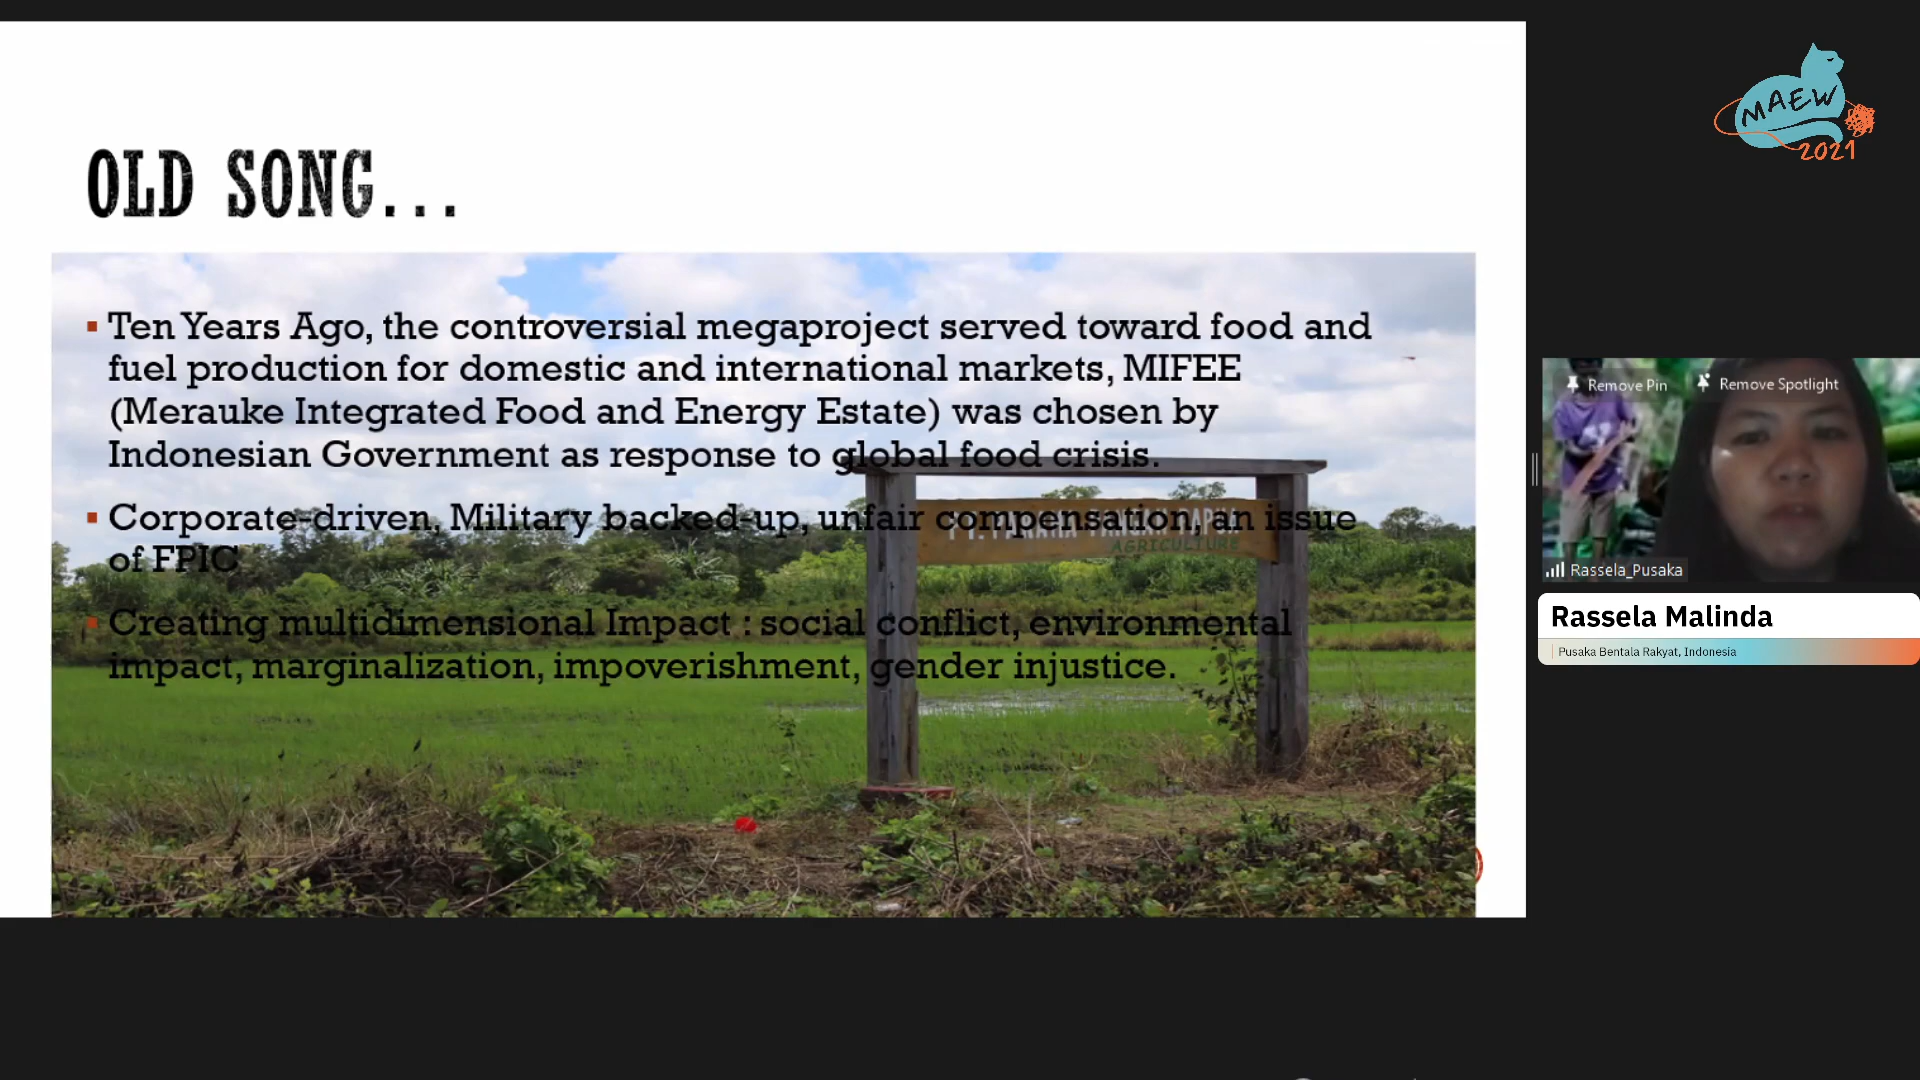 OLD SONG...
▪ Ten Years Ago, the controversial megaproject served toward food and
fuel production for domestic and international markets, MIFEE
(Merauke Integrated Food and Energy Estate) was chosen by
Indonesian Government as response to global food crisis.
▪ Corporate-driven, Military backed-up, unfair compensation, an issue
of FPIC
▪ Creating multidimensional Impact : social conflict, environmental
impact, marginalization, impoverishment, gender injustice.
AGRICULTURE
MAEW
2021
Remove Pin
Remove Spotlight
Rassela_Pusaka
Rassela Malinda
Pusaka Bentala Rakyat, Indonesia